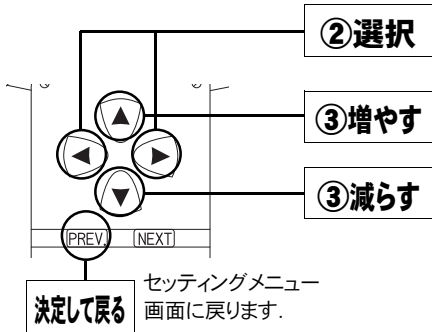 ②選択
③増やす
③減らす
PREV.
NEXT
決定して戻る
セッティングメニュー
画面に戻ります.